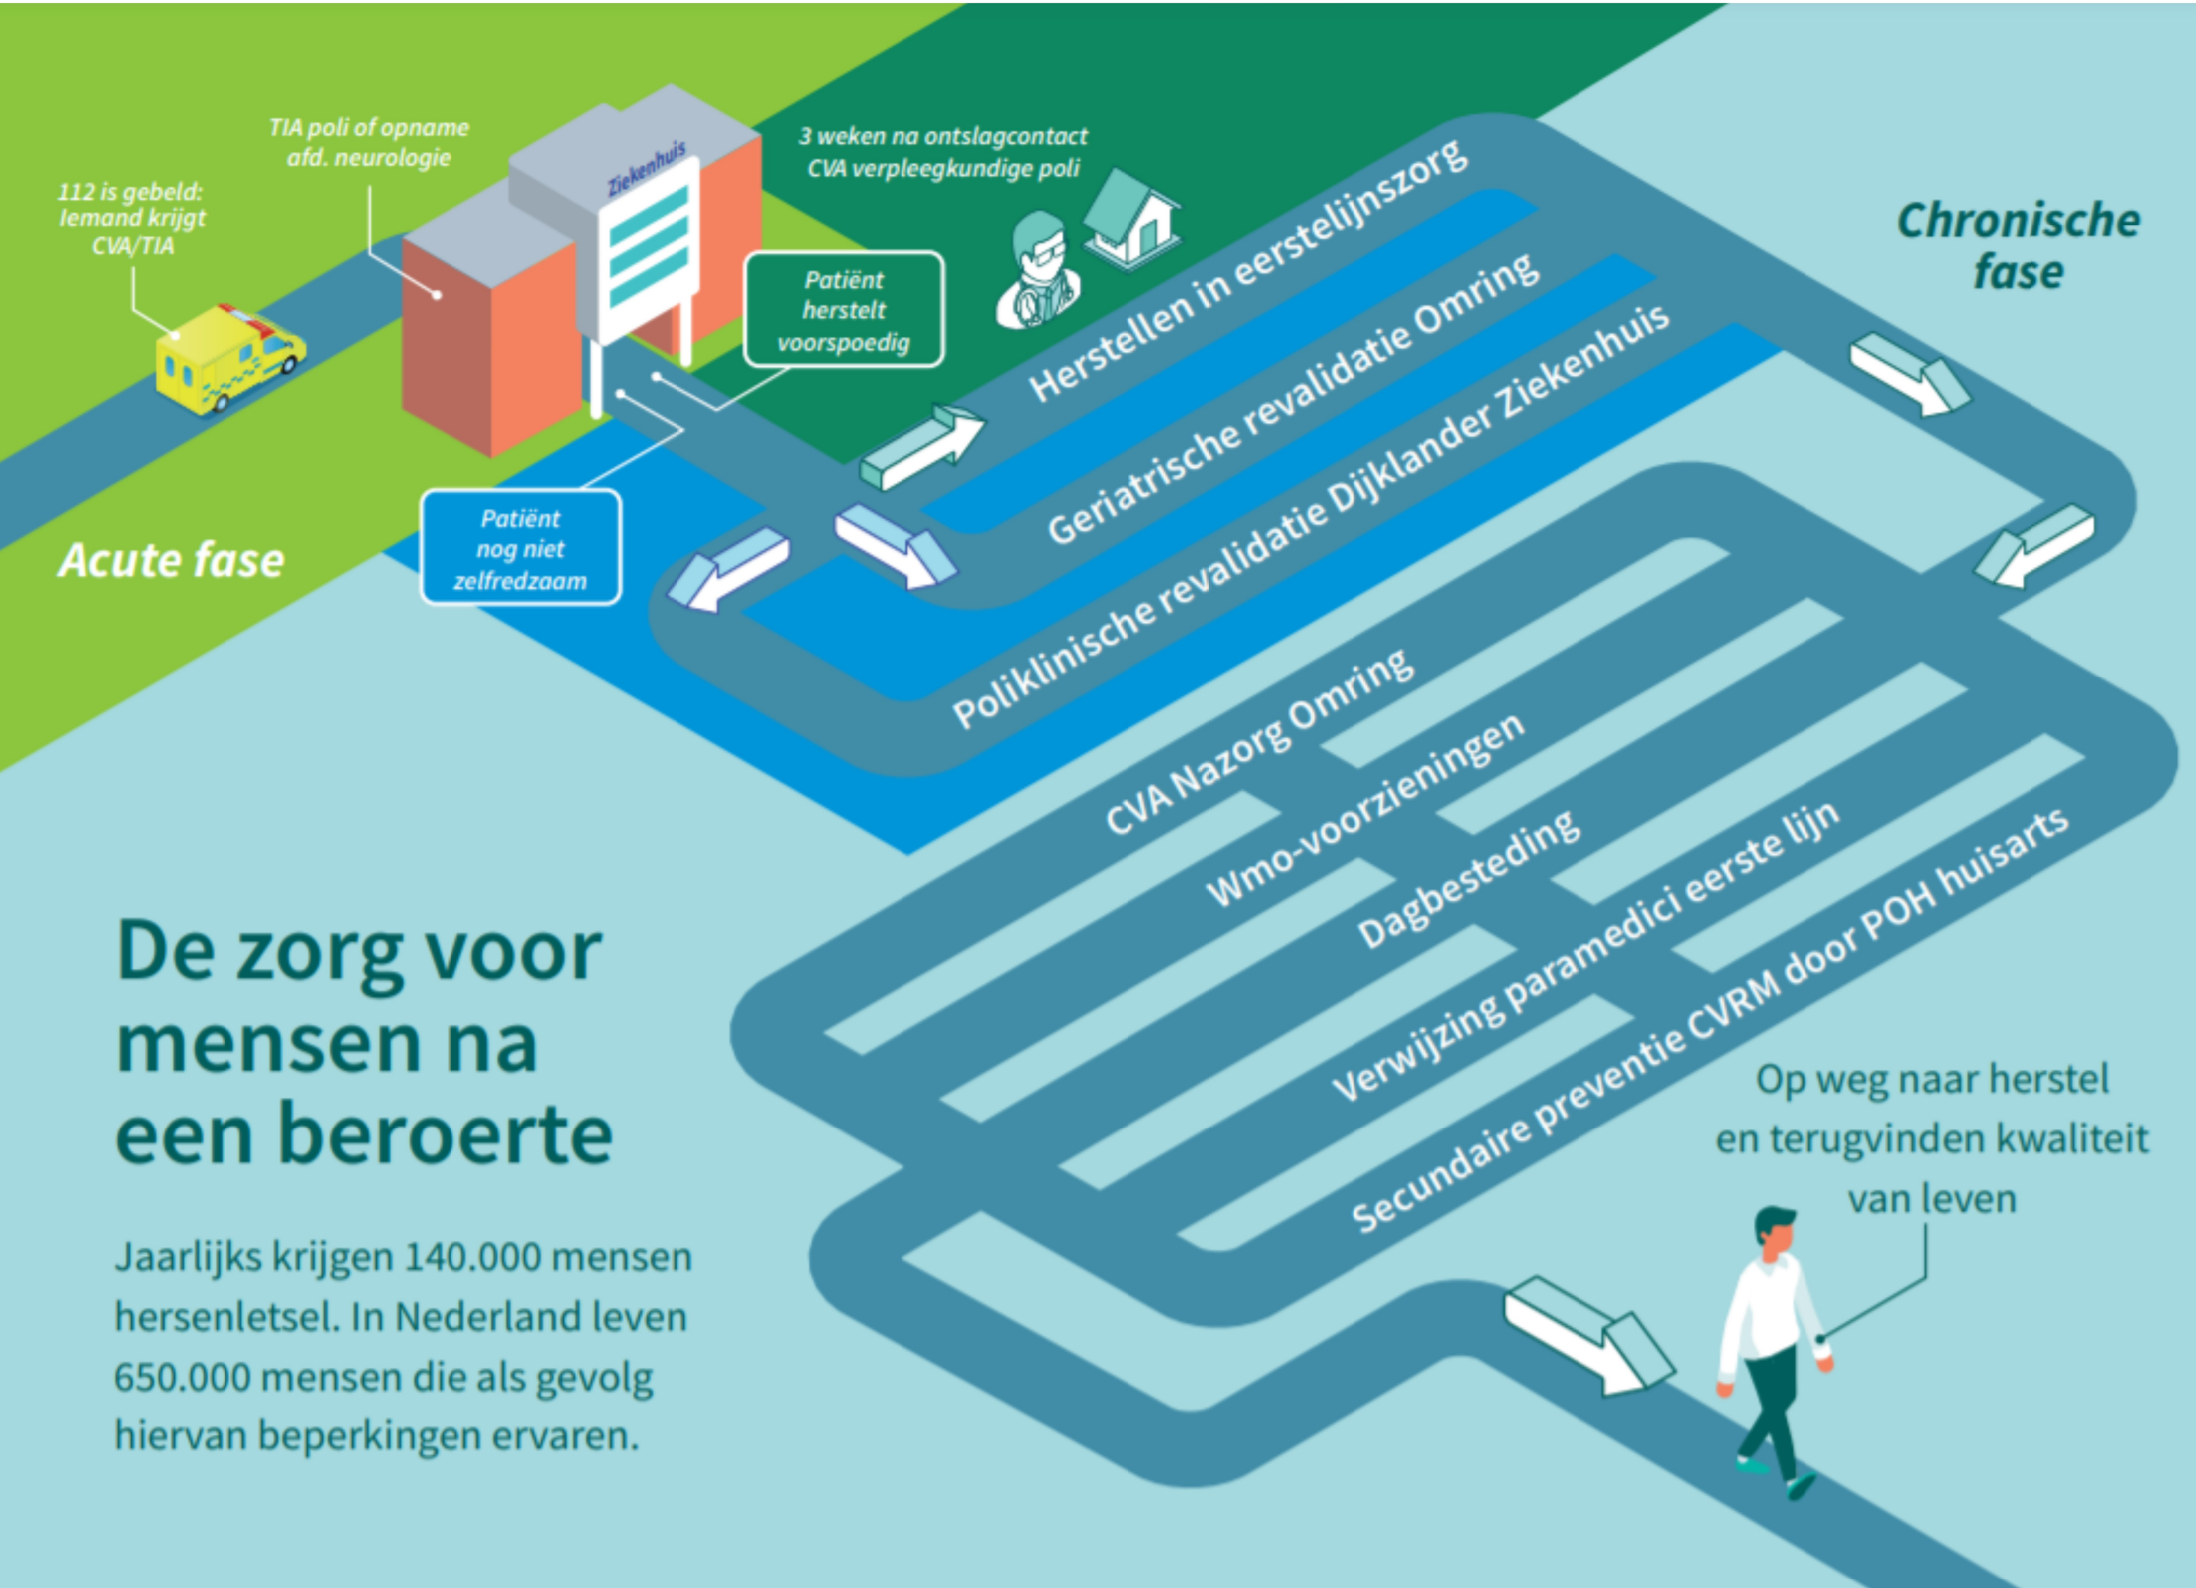 112 is gebeld:
Iemand krijgt
CVA/TIA
TIA poli of opname
afd. neurologie
Ziekenhuis
3 weken na ontslagcontact
CVA verpleegkundige poli
Patiënt
herstelt
voorspoedig
Patiënt
nog niet
zelfredzaam
Acute fase
Herstellen in eerstelijnszorg
Geriatrische revalidatie Omring
Poliklinische revalidatie Dijklander Ziekenhuis
Chronische
fase
CVA Nazorg Omring
Wmo-voorzieningen
Dagbesteding
Verwijzing paramedici eerste lijn
Secundaire preventie CVRM door POH huisarts
De zorg voor
mensen na
een beroerte
Jaarlijks krijgen 140.000 mensen
hersenletsel. In Nederland leven
650.000 mensen die als gevolg
hiervan beperkingen ervaren.
Op weg naar herstel
en terugvinden kwaliteit
van leven